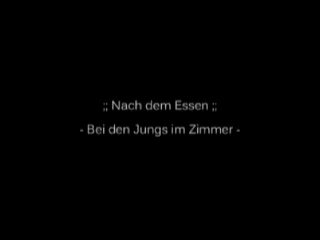 ;; Nach dem Essen ;;
- Bei den Jungs im Zimmer -